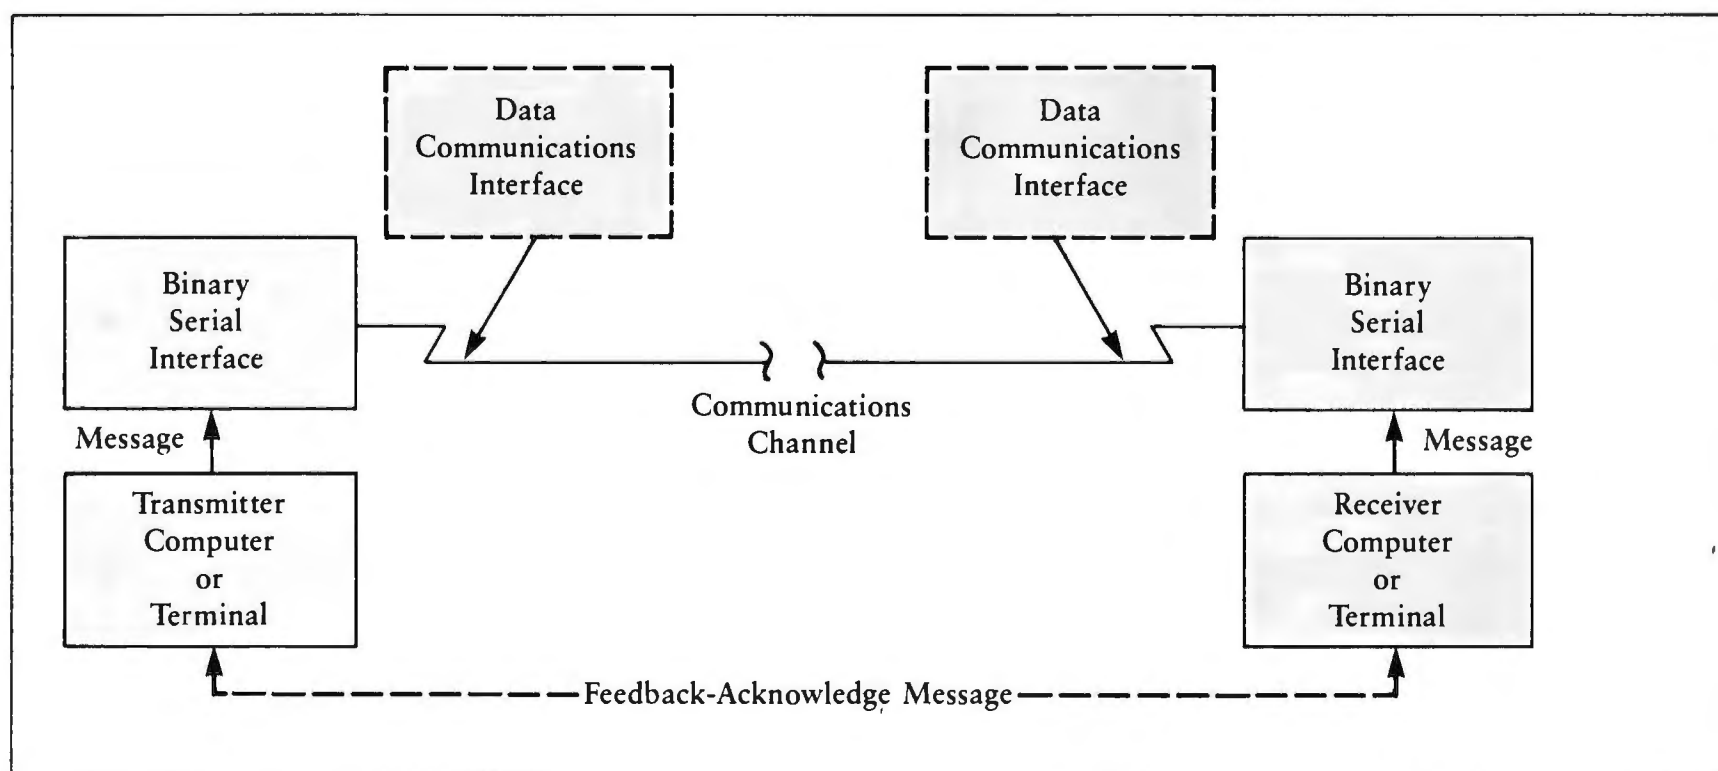 Data
Communications
Interface
Data
Communications
Interface
Binary
Serial
Interface
Binary
Serial
Interface
Communications
Channel
Message
Message
Transmitter
Computer
or
Terminal
Receiver
Computer
or
Terminal
Feedback-Acknowledge Message